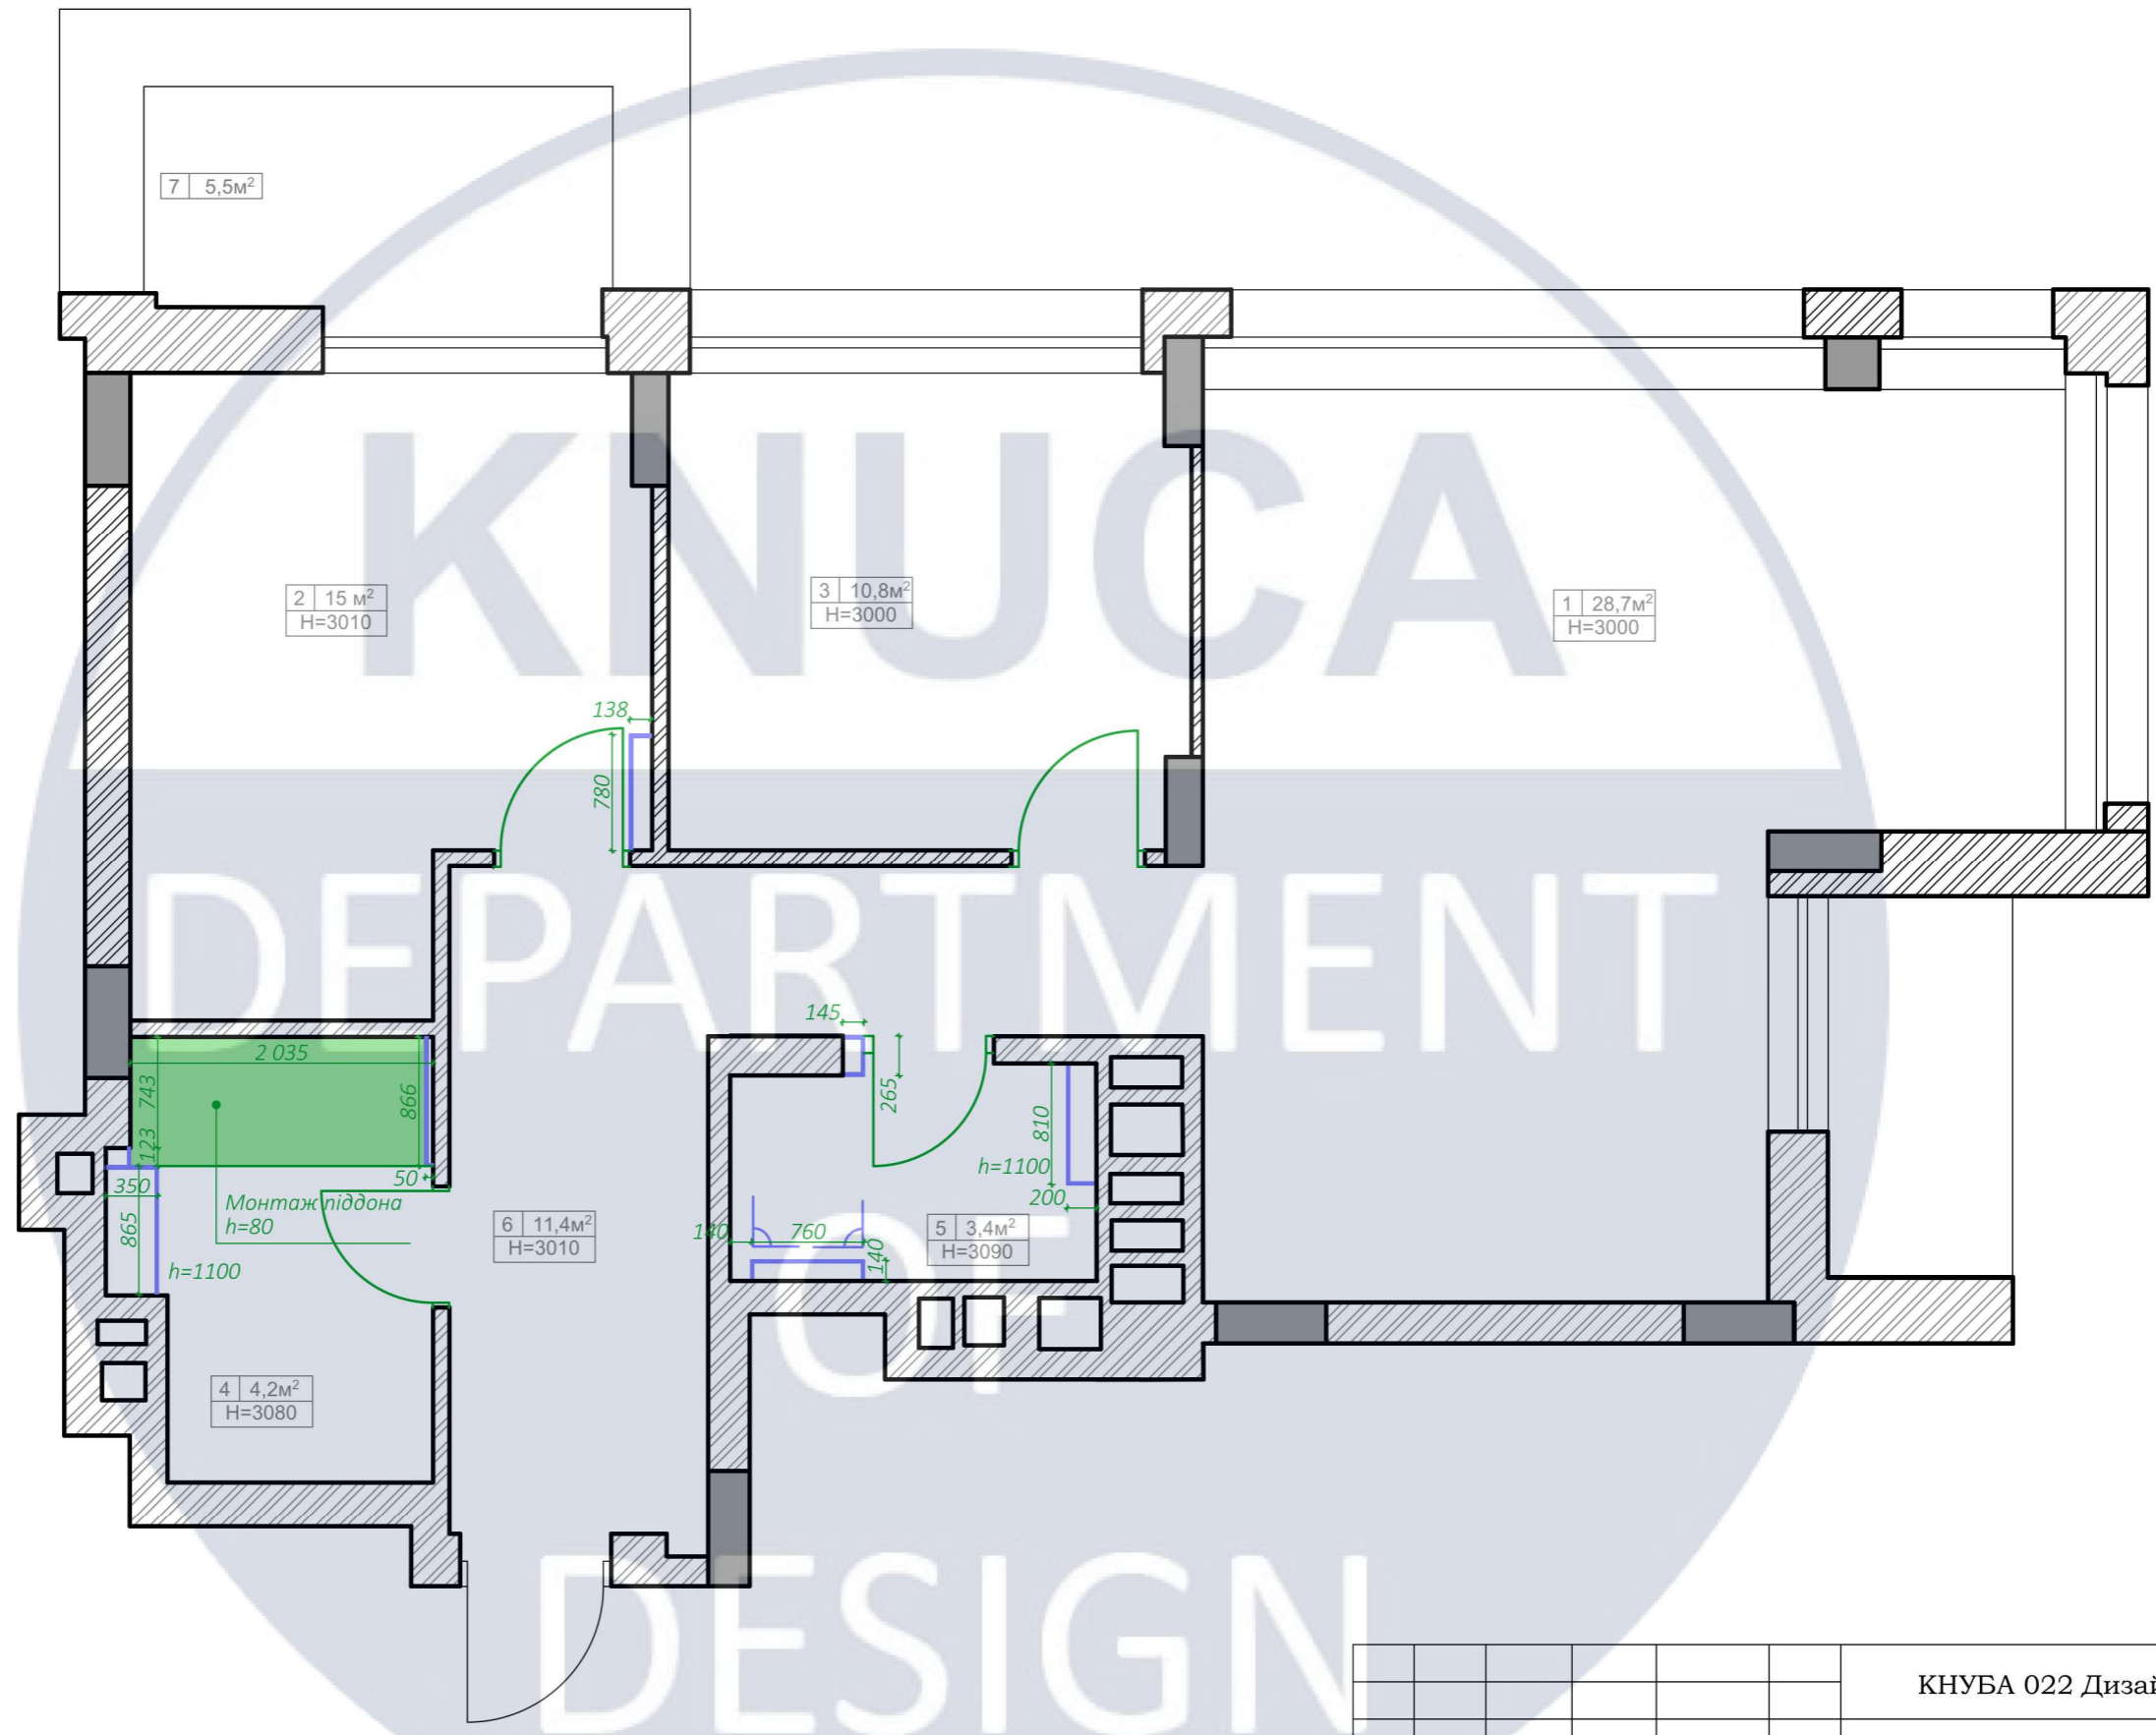 7 5,5м²
KNUCA
2 15 м²
H=3010
3 10,8м²
H=3000
1 28,7м²
H=3000
138
780
DEPARTMENT
145
265
2 035
743
866
123
50
350
865
Монтаж піддона
h=80
h=1100
810
h=1100
200
140
760
140
6 11,4м²
H=3010
5 3,4м²
H=3090
OF
4 4,2м²
H=3080
DESIGN
КНУБА 022 Дизай